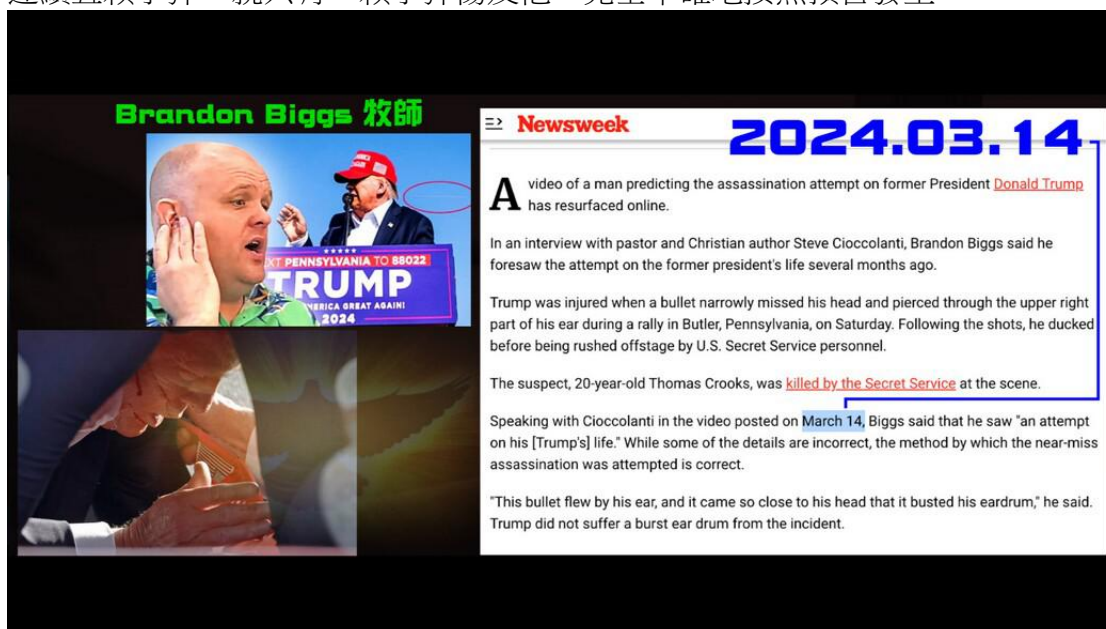 Brandon Biggs 牧師
TEXT PENNSYLVANIA TO 88022
TRUMP
AMERICA GREAT AGAIN!
2024
Newsweek
2024.03.14
A video of a man predicting the assassination attempt on former President Donald Trump
has resurfaced online.
In an interview with pastor and Christian author Steve Cioccolanti, Brandon Biggs said he
foresaw the attempt on the former president's life several months ago.
Trump was injured when a bullet narrowly missed his head and pierced through the upper right
part of his ear during a rally in Butler, Pennsylvania, on Saturday. Following the shots, he ducked
before being rushed offstage by U.S. Secret Service personnel.
The suspect, 20-year-old Thomas Crooks, was killed by the Secret Service at the scene.
Speaking with Cioccolanti in the video posted on March 14, Biggs said that he saw "an attempt
on his [Trump's] life." While some of the details are incorrect, the method by which the near-miss
assassination was attempted is correct.
"This bullet flew by his ear, and it came so close to his head that it busted his eardrum," he said.
Trump did not suffer a burst ear drum from the incident.